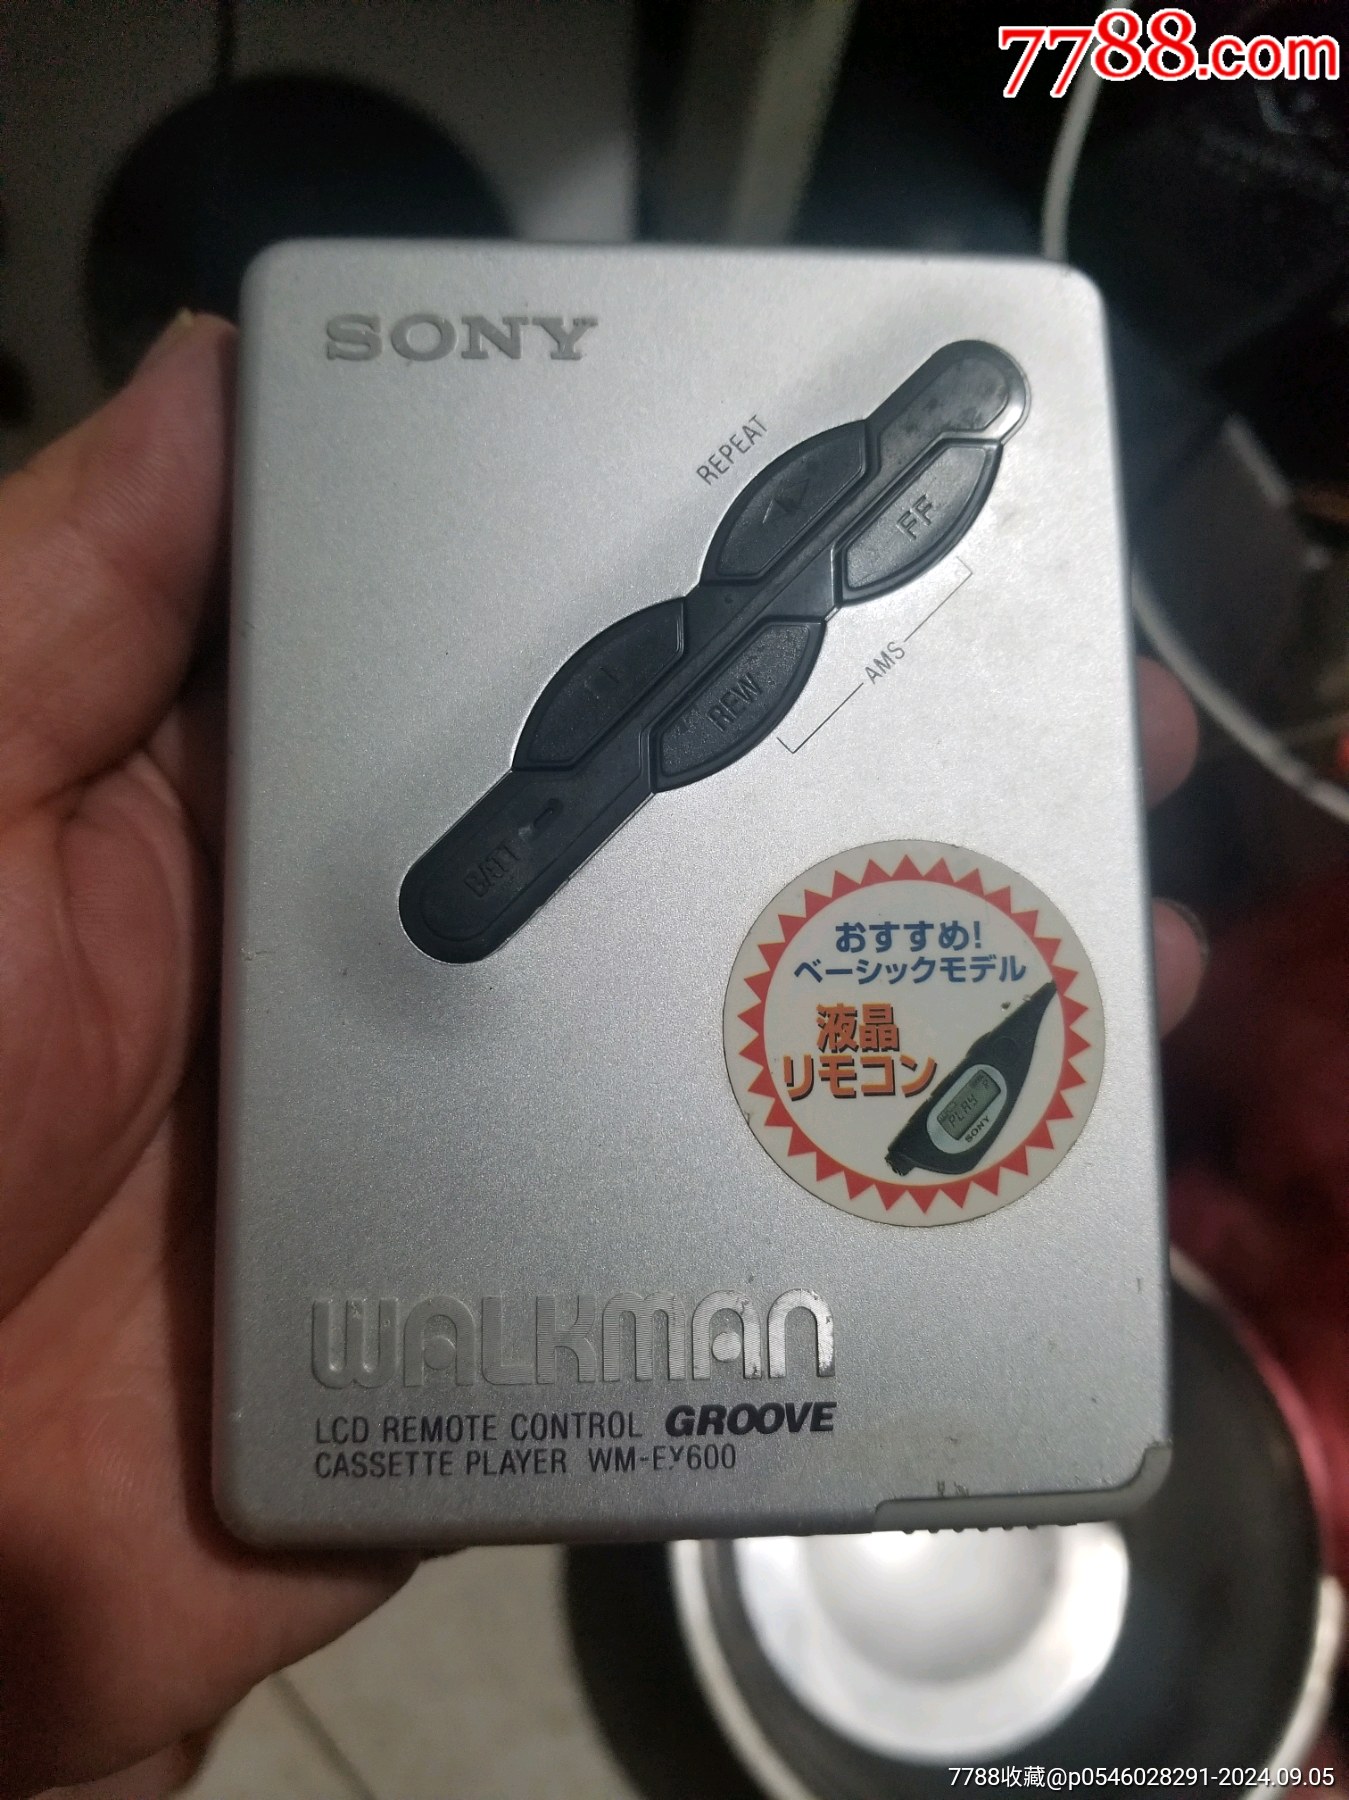 7788.com
SONY
REPEAT
FF
AMS
REW
BATT
おすすめ!
ベーシックモデル
液晶
リモコン
PLAY
SONY
WALKMAN
LCD REMOTE CONTROL GROOVE
CASSETTE PLAYER WM-EX600
7788收藏@p0546028291-2024.09.05